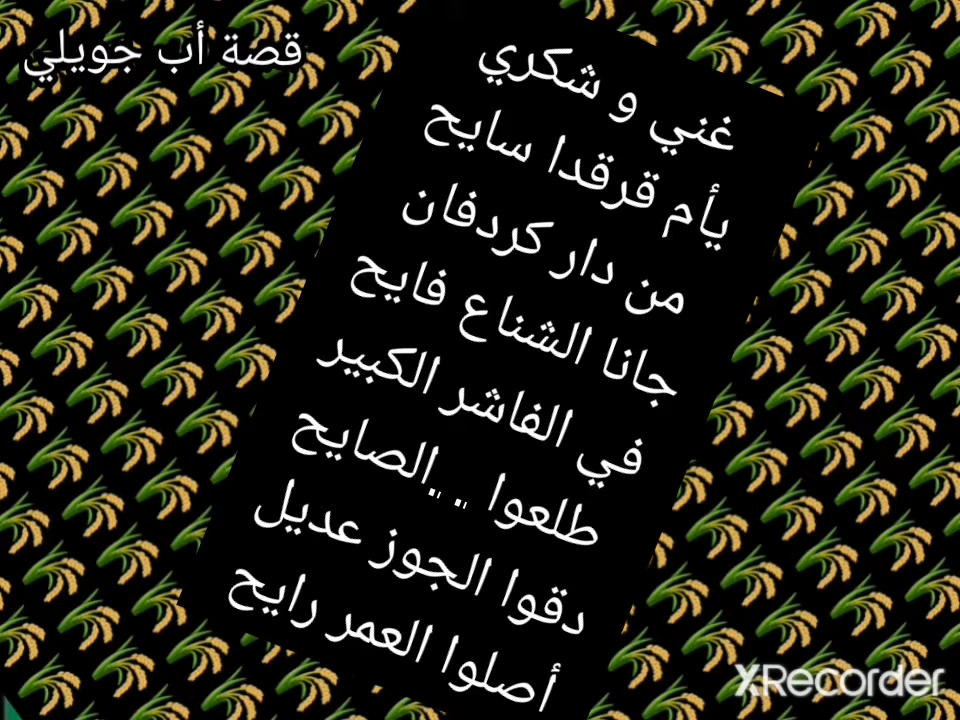 قصة أب جويلي
غني و شكري
يأم قرقدا سايح
من دار كردفان
جانا الشناع فايح
في الفاشر الكبير
طلعوا ..الصايح
دقوا الجوز عديل
أصلوا العمر رايح
XRecorder